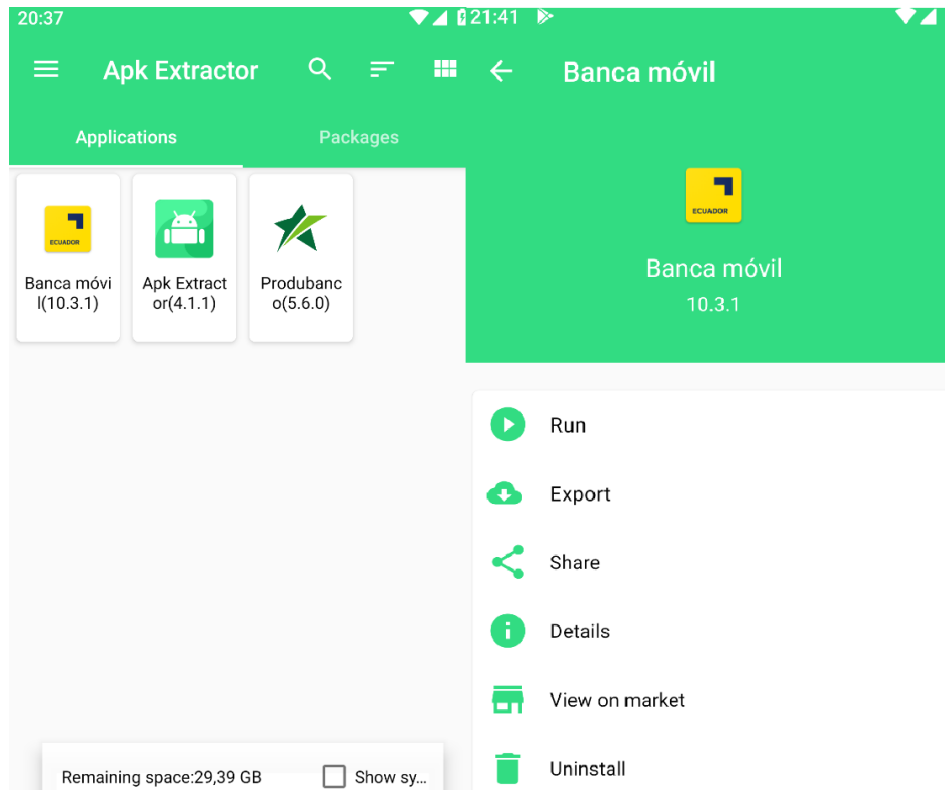 20:37
Apk Extractor
Applications
Packages
ECUADOR
Banca móvi
l(10.3.1)
Apk Extract
or(4.1.1)
Produbanc
o(5.6.0)
Remaining space:29,39 GB
Show sy...
21:41
Banca móvil
ECUADOR
Banca móvil
10.3.1
Run
Export
Share
Details
View on market
Uninstall